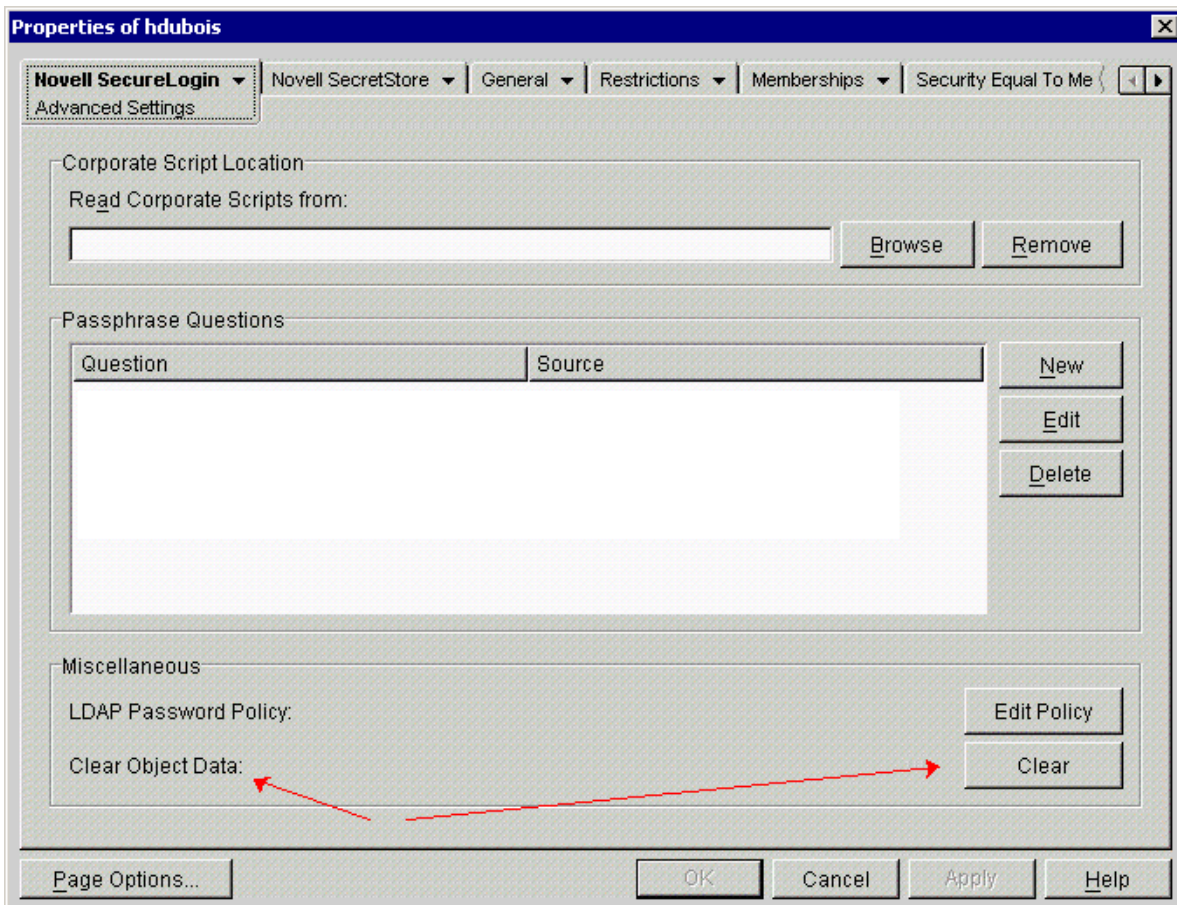 Properties of hdubois
Novell SecureLogin Novell SecretStore General Restrictions Memberships Security Equal To Me
Advanced Settings
Corporate Script Location
Read Corporate Scripts from:
Browse Remove
Passphrase Questions
Question Source
New
Edit
Delete
Miscellaneous
LDAP Password Policy: Edit Policy
Clear Object Data: Clear
Page Options... OK Cancel Apply Help